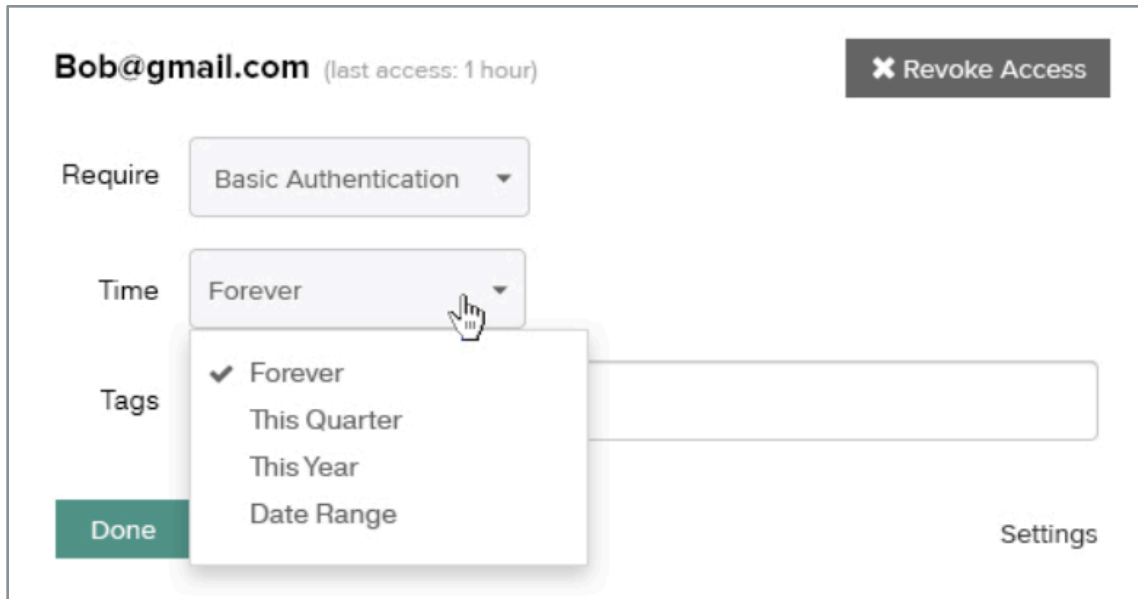 Bob@gmail.com (last access: 1 hour)
✖ Revoke Access
Require
Basic Authentication
Time
Forever
✔ Forever
This Quarter
This Year
Date Range
Tags
Done
Settings